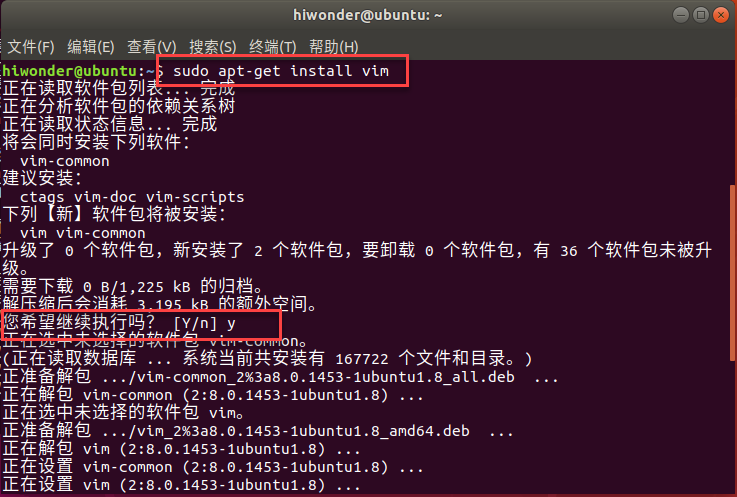 hiwonder@ubuntu: ~
文件(F) 编辑(E) 查看(V) 搜索(S) 终端(T) 帮助(H)
hiwonder@ubuntu:~$ sudo apt-get install vim
正在读取软件包列表... 完成
正在分析软件包的依赖关系树
正在读取状态信息... 完成
将会同时安装下列软件:
vim-common
建议安装:
ctags vim-doc vim-scripts
下列【新】软件包将被安装:
vim vim-common
升级了 0 个软件包，新安装了 2 个软件包，要卸载 0 个软件包，有 36 个软件包未被升
级。
需要下载 0 B/1,225 kB 的归档。
解压缩后会消耗 3,195 kB 的额外空间。
您希望继续执行吗？ [Y/n] y
正在选中未选择的软件包 vim-common。
(正在读取数据库 ... 系统当前共安装有 167722 个文件和目录。)
正准备解包 .../vim-common_2%3a8.0.1453-1ubuntu1.8_all.deb ...
正在解包 vim-common (2:8.0.1453-1ubuntu1.8) ...
正在选中未选择的软件包 vim。
正准备解包 .../vim_2%3a8.0.1453-1ubuntu1.8_amd64.deb ...
正在解包 vim (2:8.0.1453-1ubuntu1.8) ...
正在设置 vim-common (2:8.0.1453-1ubuntu1.8) ...
正在设置 vim (2:8.0.1453-1ubuntu1.8) ...